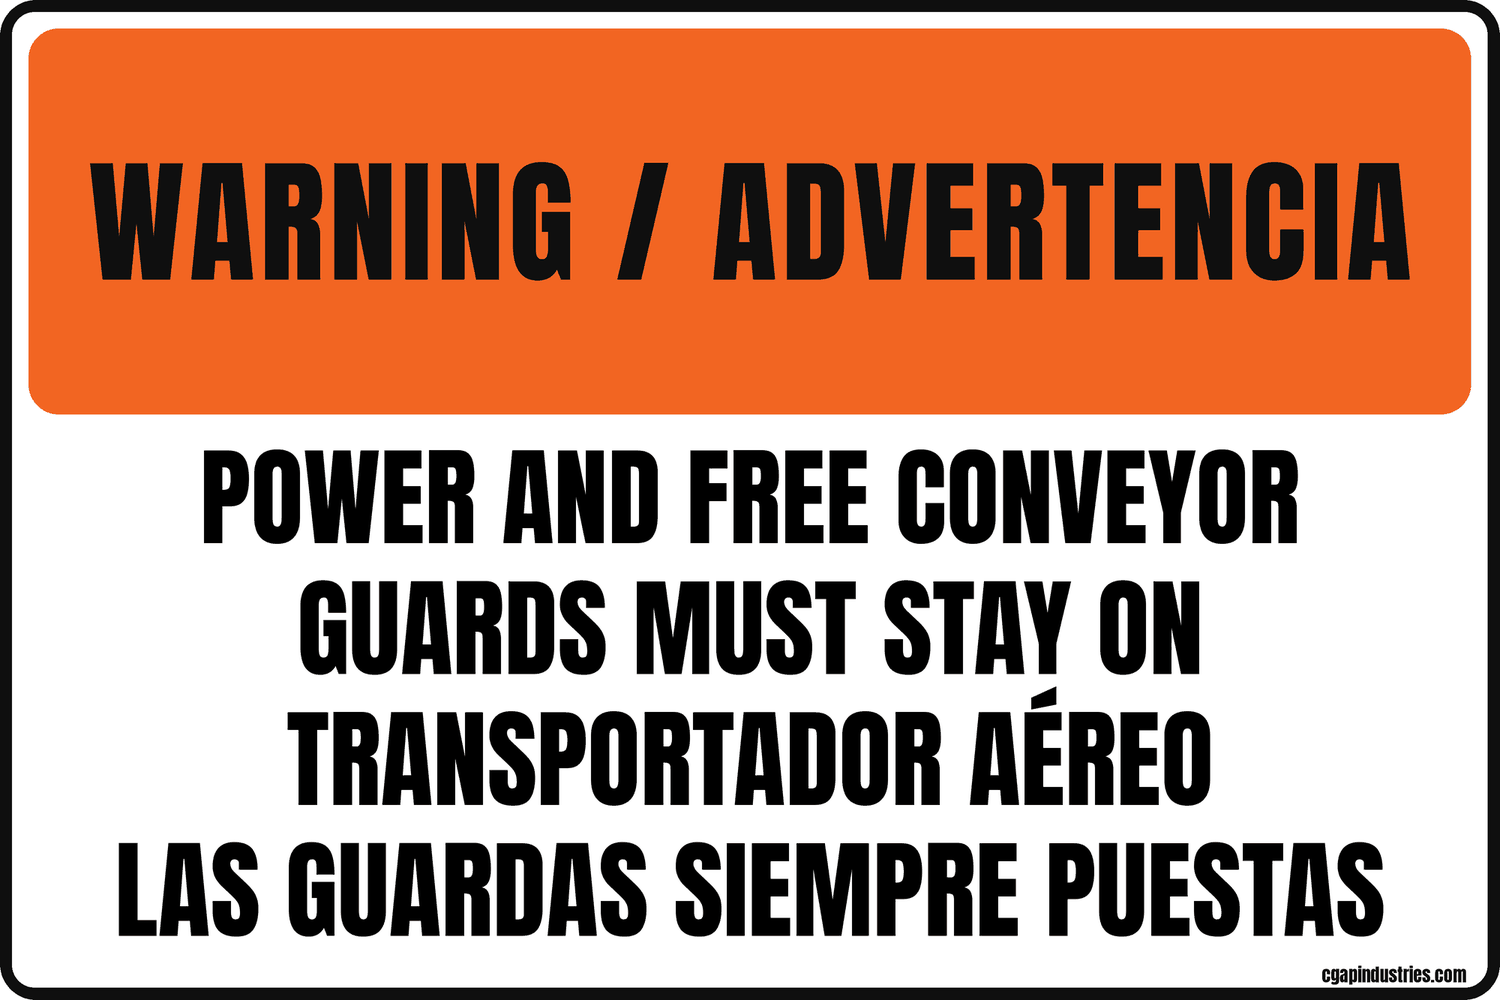 WARNING / ADVERTENCIA
POWER AND FREE CONVEYOR
GUARDS MUST STAY ON
TRANSPORTADOR AÉREO
LAS GUARDAS SIEMPRE PUESTAS
cgapindustries.com